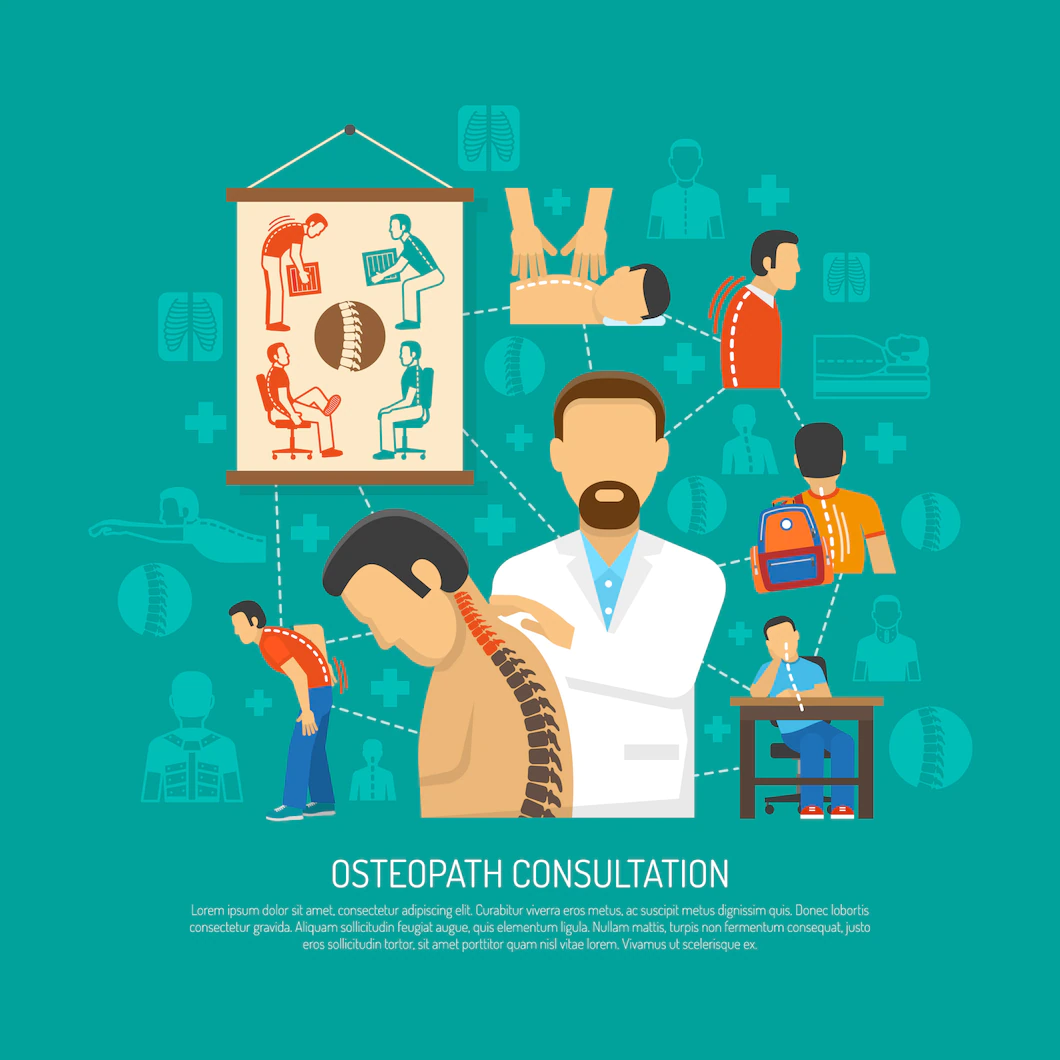 OSTEOPATH CONSULTATION
Lorem ipsum dolor sit amet, consectetur adipiscing elit. Curabitur viverra eros metus, ac suscipit metus dignissim quis. Donec lobortis
consectetur gravida. Aliquam sollicitudin feugiat augue, quis elementum ligula. Nullam mattis, turpis non fermentum consequat, justo
eros sollicitudin tortor, sit amet porttitor quam nisl vitae lorem. Vivamus ut scelerisque ex.